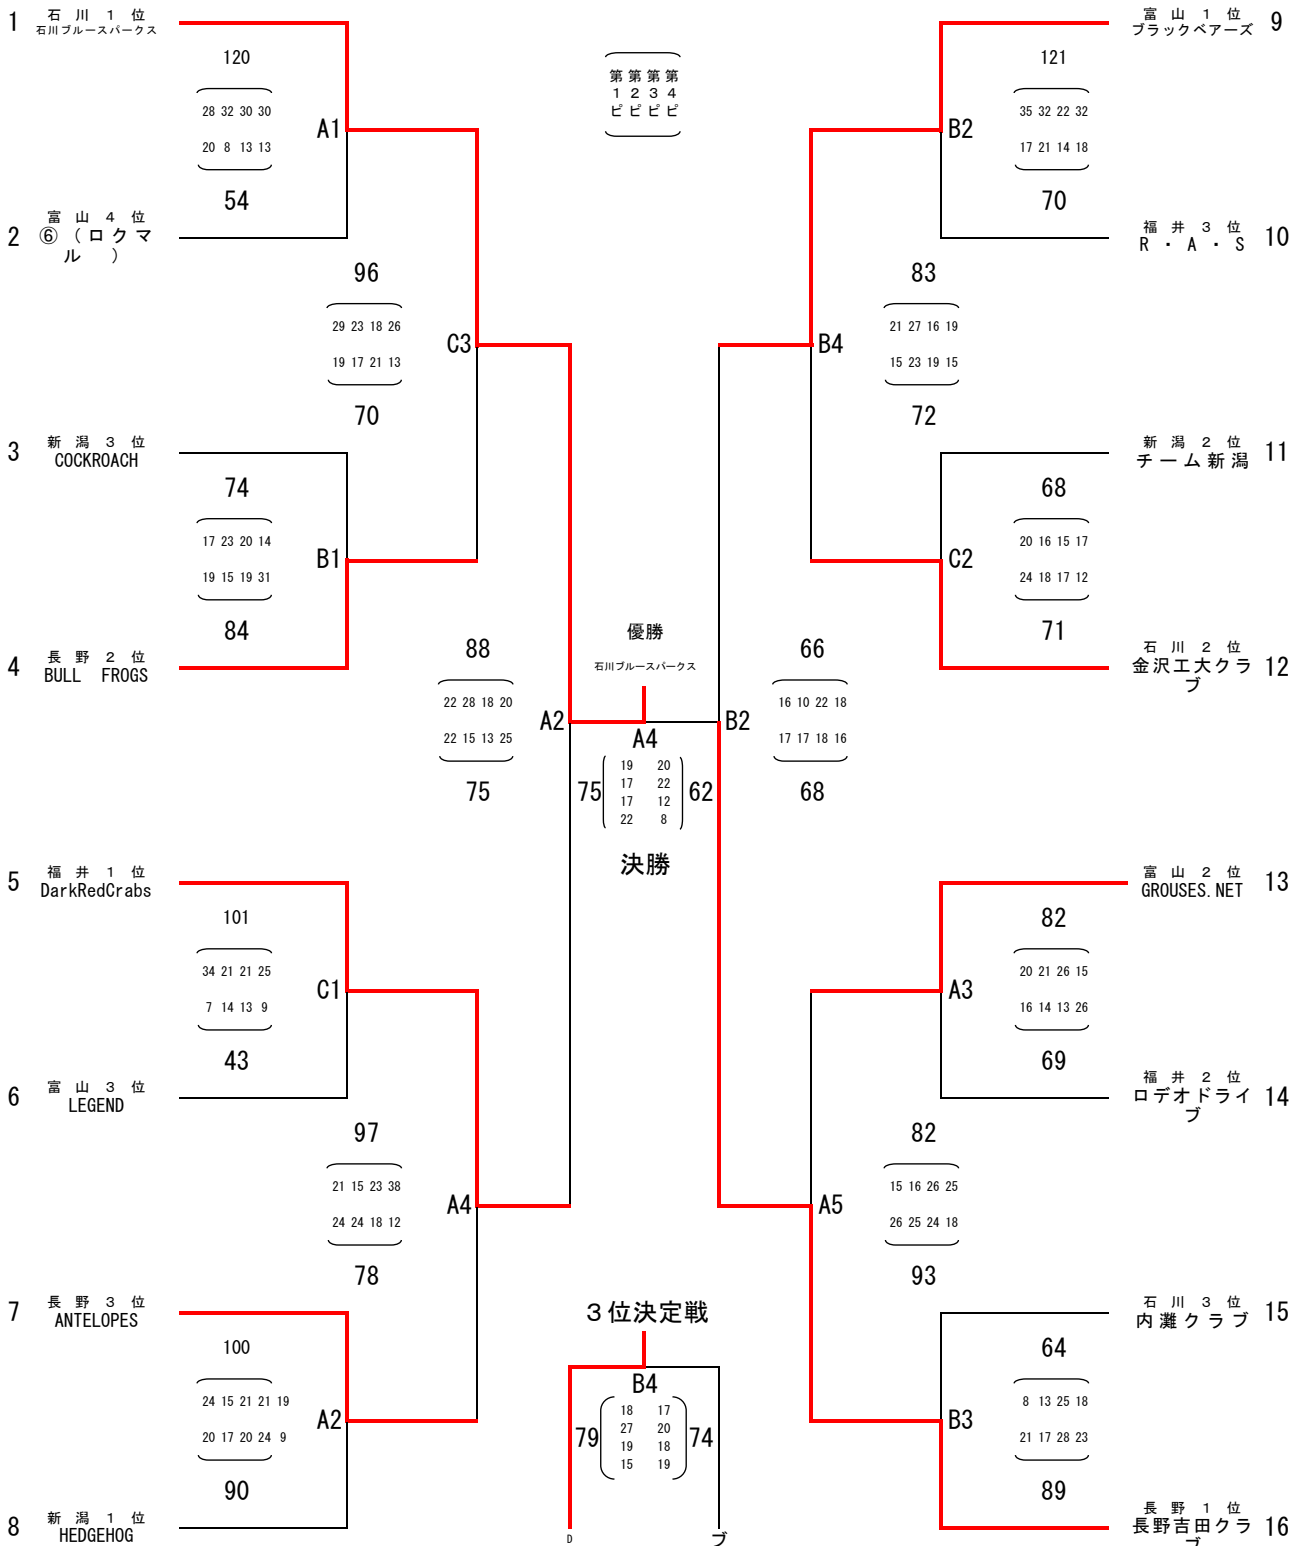 1
石 川 1 位
石川ブルースパークス
120
28 32 30 30
20 8 13 13
54
A1
2
富 山 4 位
⑥（ロクマ
ル ）
96
29 23 18 26
19 17 21 13
70
C3
3
新 潟 3 位
COCKROACH
74
17 23 20 14
19 15 19 31
84
B1
4
長 野 2 位
BULL FROGS
88
22 28 18 20
22 15 13 25
75
A2
5
福 井 1 位
DarkRedCrabs
101
34 21 21 25
7 14 13 9
43
C1
6
富 山 3 位
LEGEND
97
21 15 23 38
24 24 18 12
78
A4
7
長 野 3 位
ANTELOPES
100
24 15 21 21 19
20 17 20 24 9
90
A2
8
新 潟 1 位
HEDGEHOG
第 第 第 第
1 2 3 4
ピ ピ ピ ピ
優勝
石川ブルースパークス
A4
75
19 20
17 22
17 12
22 8
62
決勝
３位決定戦
B4
79
18 17
27 20
19 18
15 19
74
D
ブ
富 山 1 位
ブラックベアーズ
9
121
35 32 22 32
17 21 14 18
70
B2
福 井 3 位
R ・ A ・ S
10
83
21 27 16 19
15 23 19 15
72
B4
新 潟 2 位
チーム新潟
11
68
20 16 15 17
24 18 17 12
71
C2
石 川 2 位
金沢工大クラ
ブ
12
66
16 10 22 18
17 17 18 16
68
B2
富 山 2 位
GROUSES.NET
13
82
20 21 26 15
16 14 13 26
69
A3
福 井 2 位
ロデオドライ
ブ
14
82
15 16 26 25
26 25 24 18
93
A5
石 川 3 位
内灘クラブ
15
64
8 13 25 18
21 17 28 23
89
B3
長 野 1 位
長野吉田クラ
ブ
16